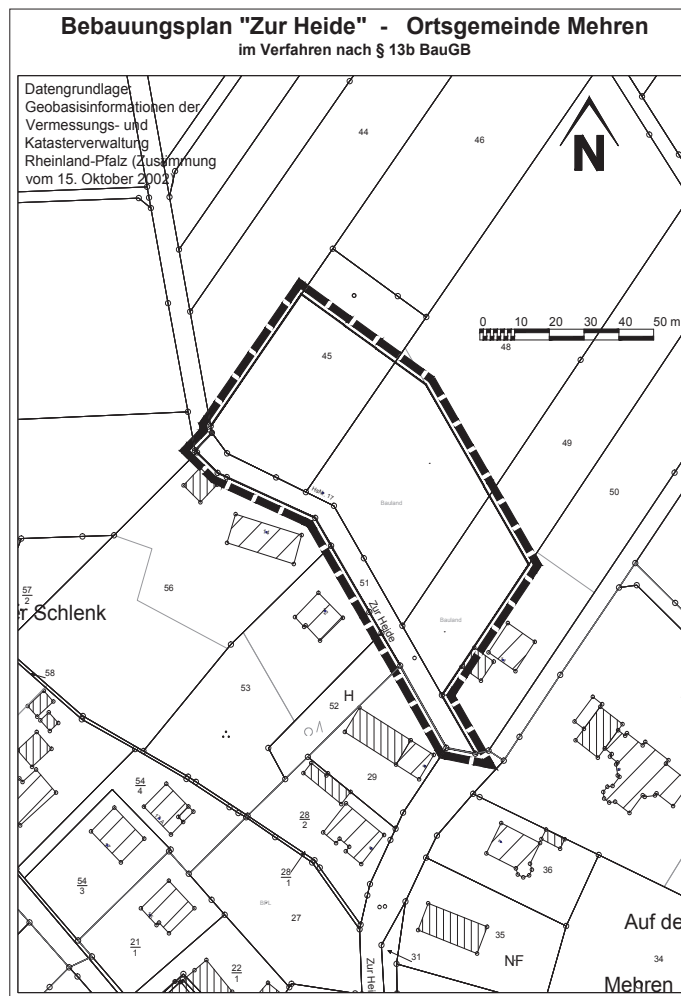 Bebauungsplan "Zur Heide" - Ortsgemeinde Mehren
im Verfahren nach § 13b BauGB
Datengrundlage:
Geobasisinformationen der
Vermessungs- und
Katasterverwaltung
Rheinland-Pfalz (Zustimmung
vom 15. Oktober 2002)
44
46
N
0 10 20 30 40 50 m
48
45
49
50
Bauland
51
Zur Heide
Bauland
56
57
2
er Schlenk
58
53
52
H
29
54
4
28
2
28
1
54
3
27
21
1
22
1
36
35
NF
31
34
Auf de
Mehren
Zur Heid